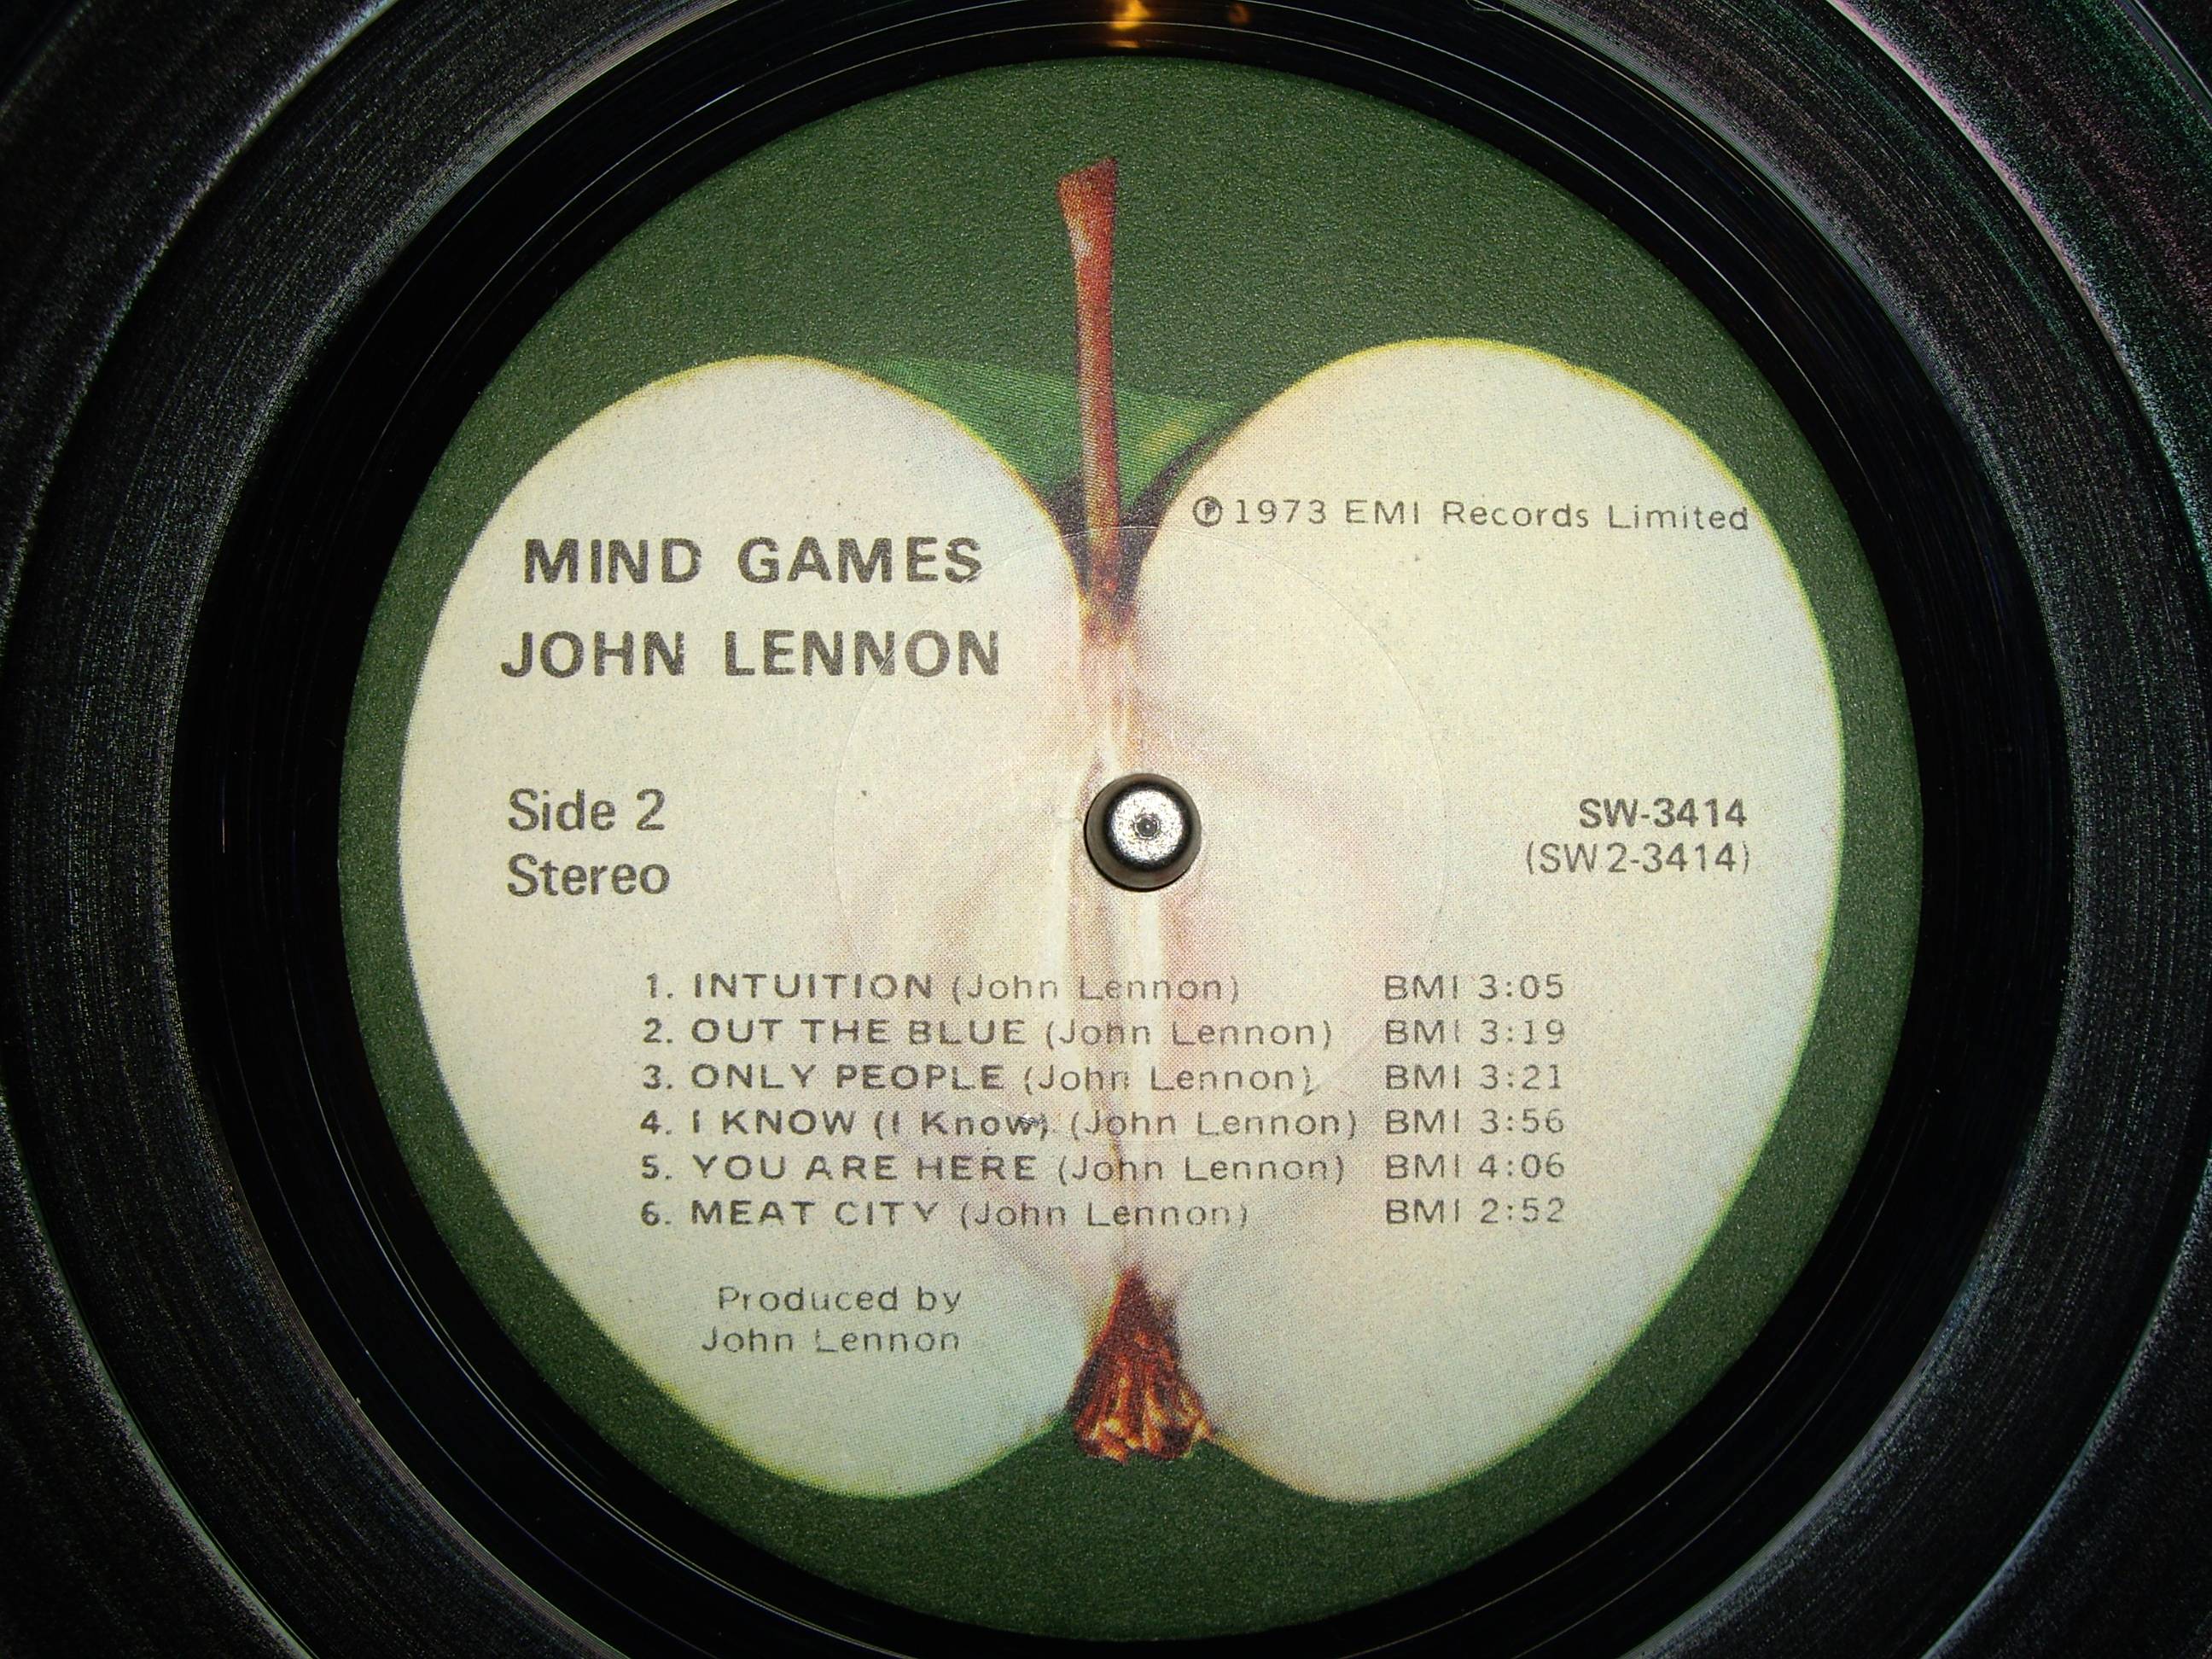 ℗1973 EMI Records Limited
MIND GAMES
JOHN LENNON
Side 2
Stereo
SW-3414
(SW2-3414)
1. INTUITION (John Lennon) BMI 3:05
2. OUT THE BLUE (John Lennon) BMI 3:19
3. ONLY PEOPLE (John Lennon) BMI 3:21
4. I KNOW (I Know) (John Lennon) BMI 3:56
5. YOU ARE HERE (John Lennon) BMI 4:06
6. MEAT CITY (John Lennon) BMI 2:52
Produced by
John Lennon